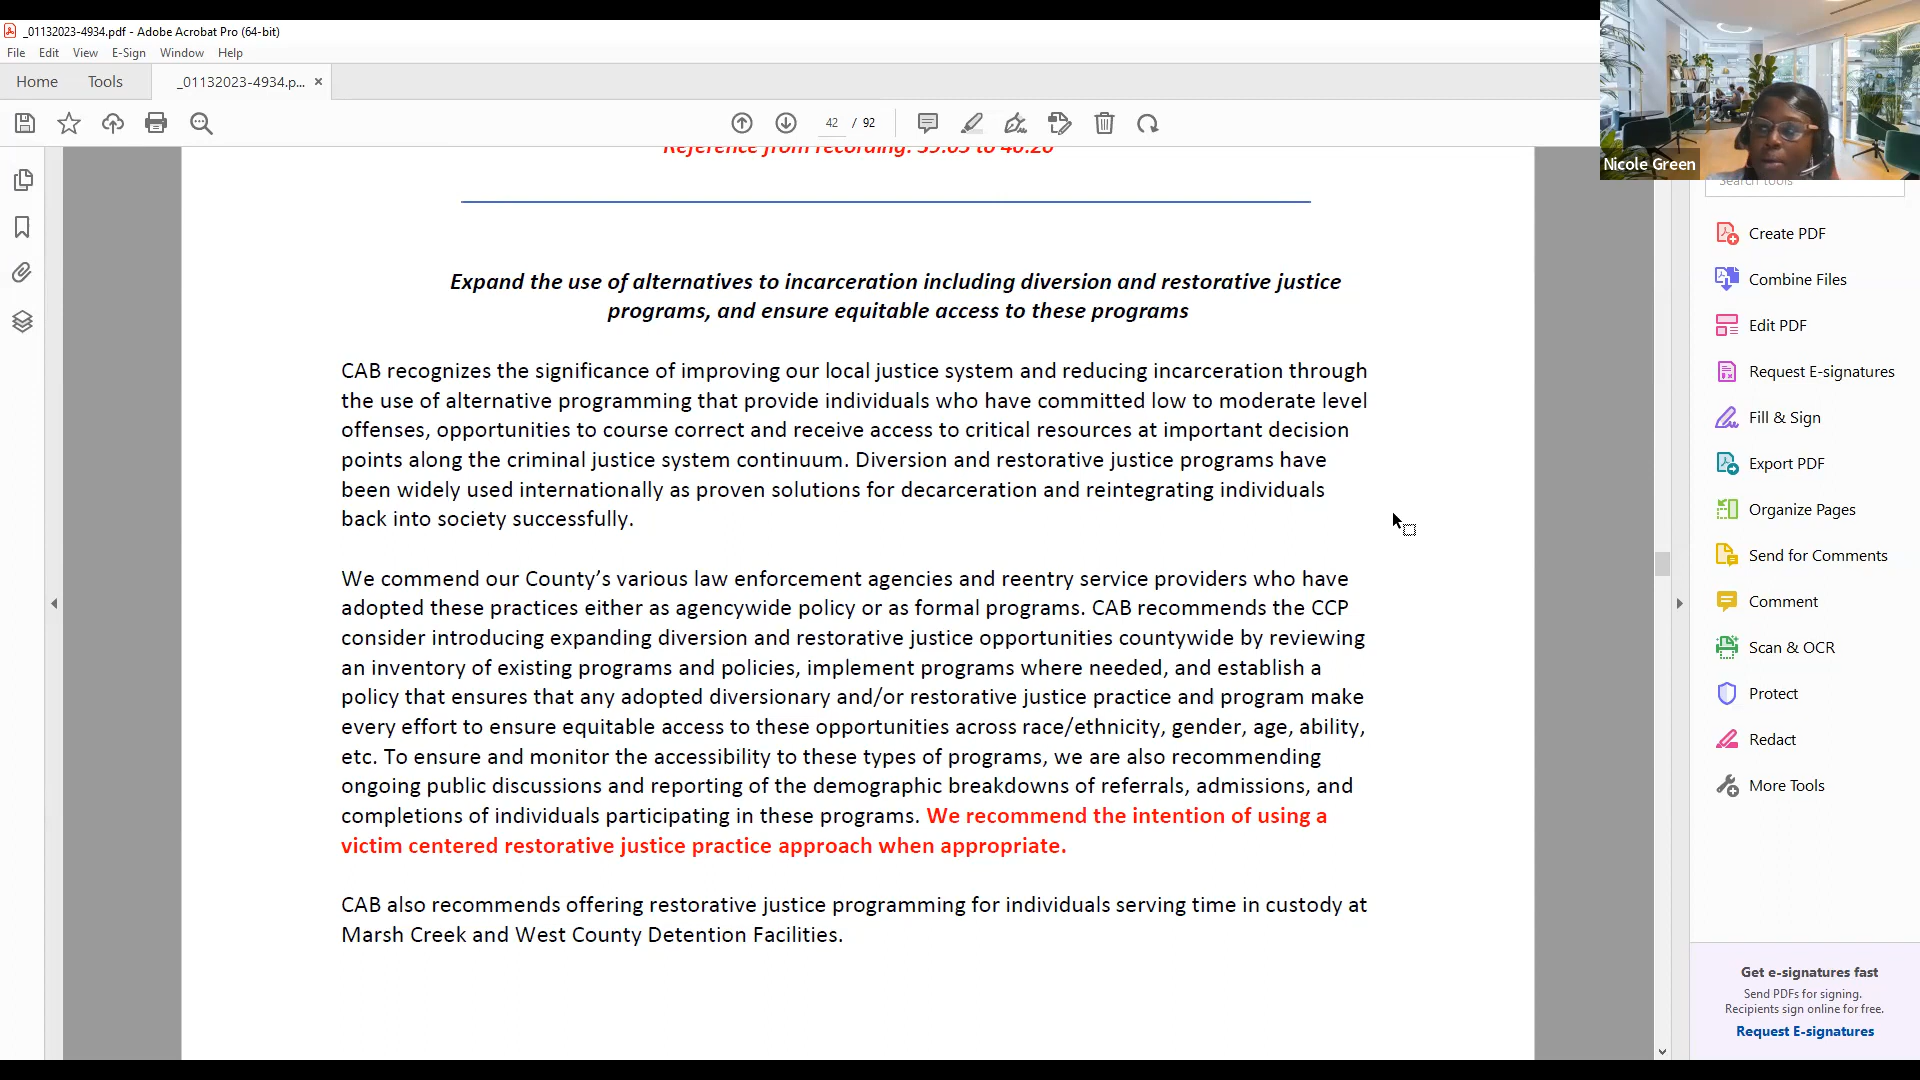 _01132023-4934.pdf - Adobe Acrobat Pro (64-bit)
File Edit View E-Sign Window Help
Home Tools _01132023-4934.p... ×
42 / 92
Nicole Green
Search tools
Reference from recording: 39:03 to 40:20
Expand the use of alternatives to incarceration including diversion and restorative justice
programs, and ensure equitable access to these programs
CAB recognizes the significance of improving our local justice system and reducing incarceration through
the use of alternative programming that provide individuals who have committed low to moderate level
offenses, opportunities to course correct and receive access to critical resources at important decision
points along the criminal justice system continuum. Diversion and restorative justice programs have
been widely used internationally as proven solutions for decarceration and reintegrating individuals
back into society successfully.
We commend our County’s various law enforcement agencies and reentry service providers who have
adopted these practices either as agencywide policy or as formal programs. CAB recommends the CCP
consider introducing expanding diversion and restorative justice opportunities countywide by reviewing
an inventory of existing programs and policies, implement programs where needed, and establish a
policy that ensures that any adopted diversionary and/or restorative justice practice and program make
every effort to ensure equitable access to these opportunities across race/ethnicity, gender, age, ability,
etc. To ensure and monitor the accessibility to these types of programs, we are also recommending
ongoing public discussions and reporting of the demographic breakdowns of referrals, admissions, and
completions of individuals participating in these programs. We recommend the intention of using a
victim centered restorative justice practice approach when appropriate.
CAB also recommends offering restorative justice programming for individuals serving time in custody at
Marsh Creek and West County Detention Facilities.
Create PDF
Combine Files
Edit PDF
Request E-signatures
Fill & Sign
Export PDF
Organize Pages
Send for Comments
Comment
Scan & OCR
Protect
Redact
More Tools
Get e-signatures fast
Send PDFs for signing.
Recipients sign online for free.
Request E-signatures